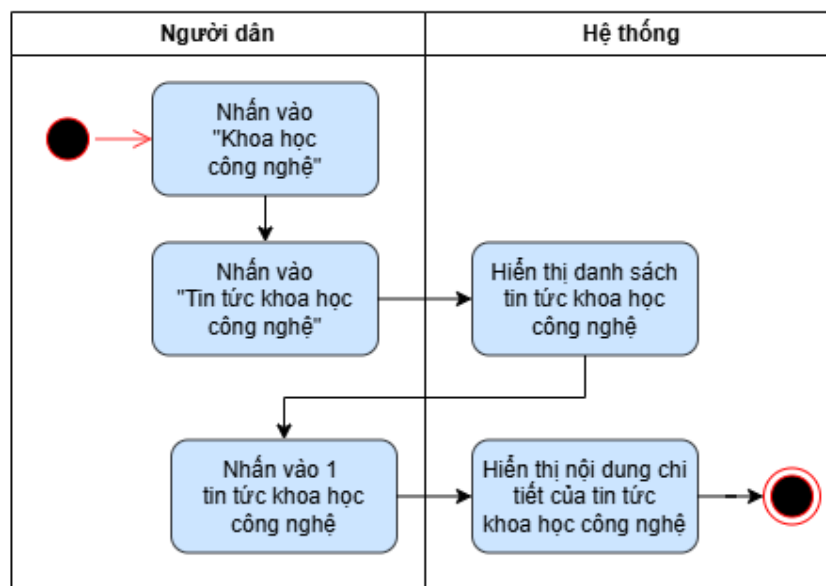 Người dân
Hệ thống
Nhấn vào
"Khoa học
công nghệ"
Nhấn vào
"Tin tức khoa học
công nghệ"
Hiển thị danh sách
tin tức khoa học
công nghệ
Nhấn vào 1
tin tức khoa học
công nghệ
Hiển thị nội dung chi
tiết của tin tức
khoa học công nghệ